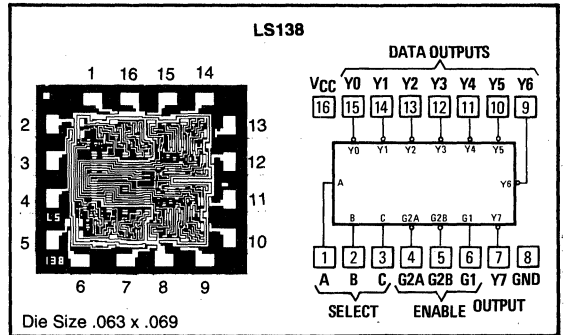 LS138
1 16 15 14
2 13
3 12
4 11
LS
5 10
138
6 7 8 9
Die Size .063 x .069
DATA OUTPUTS
VCC Y0 Y1 Y2 Y3 Y4 Y5 Y6
16 15 14 13 12 11 10 9
Y0 Y1 Y2 Y3 Y4 Y5
A Y6
B C G2A G2B G1 Y7
1 2 3 4 5 6 7 8
A B C G2A G2B G1 Y7 GND
SELECT ENABLE OUTPUT